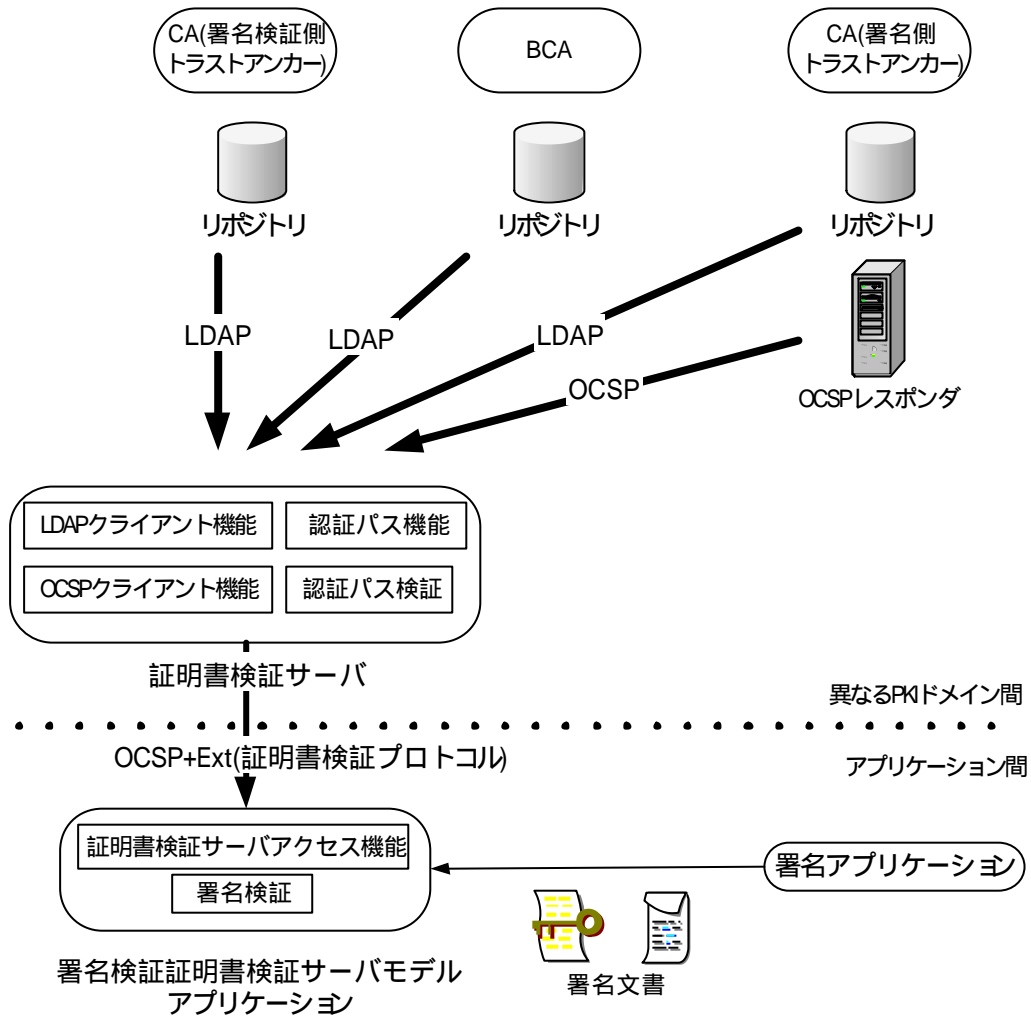 CA(署名検証側
トラストアンカー)
BCA
CA(署名側
トラストアンカー)
リポジトリ
リポジトリ
リポジトリ
LDAP
LDAP
LDAP
OCSP
OCSPレスポンダ
LDAPクライアント機能
認証パス機能
OCSPクライアント機能
認証パス検証
証明書検証サーバ
異なるPKIドメイン間
OCSP+Ext(証明書検証プロトコル)
アプリケーション間
証明書検証サーバアクセス機能
署名検証
署名アプリケーション
署名文書
署名検証証明書検証サーバモデル
アプリケーション